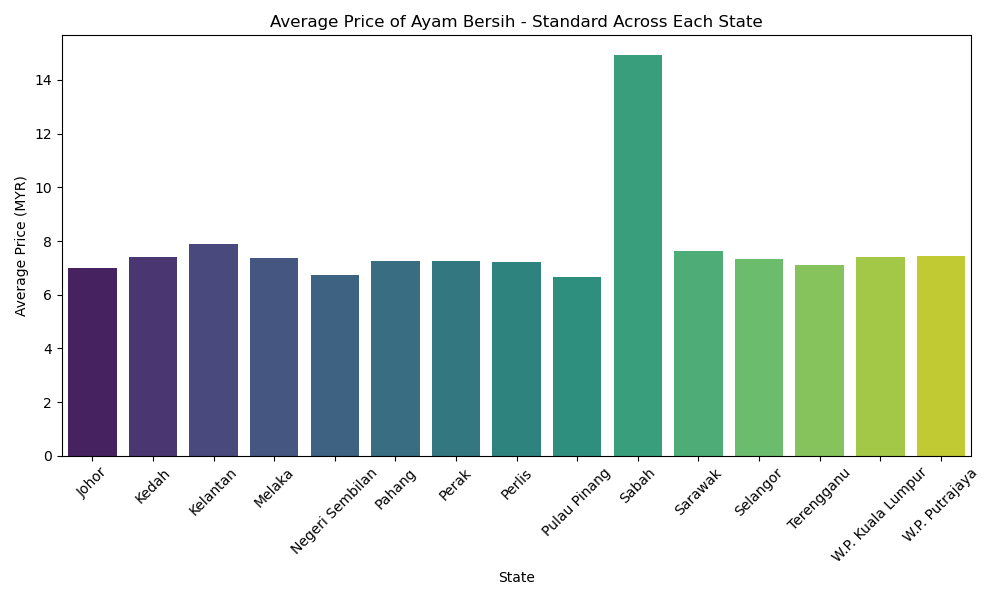 Average Price of Ayam Bersih - Standard Across Each State
Average Price (MYR)
14
12
10
8
6
4
2
0
Johor
Kedah
Kelantan
Melaka
Negeri Sembilan
Pahang
Perak
Perlis
Pulau Pinang
Sabah
Sarawak
Selangor
Terengganu
W.P. Kuala Lumpur
W.P. Putrajaya
State